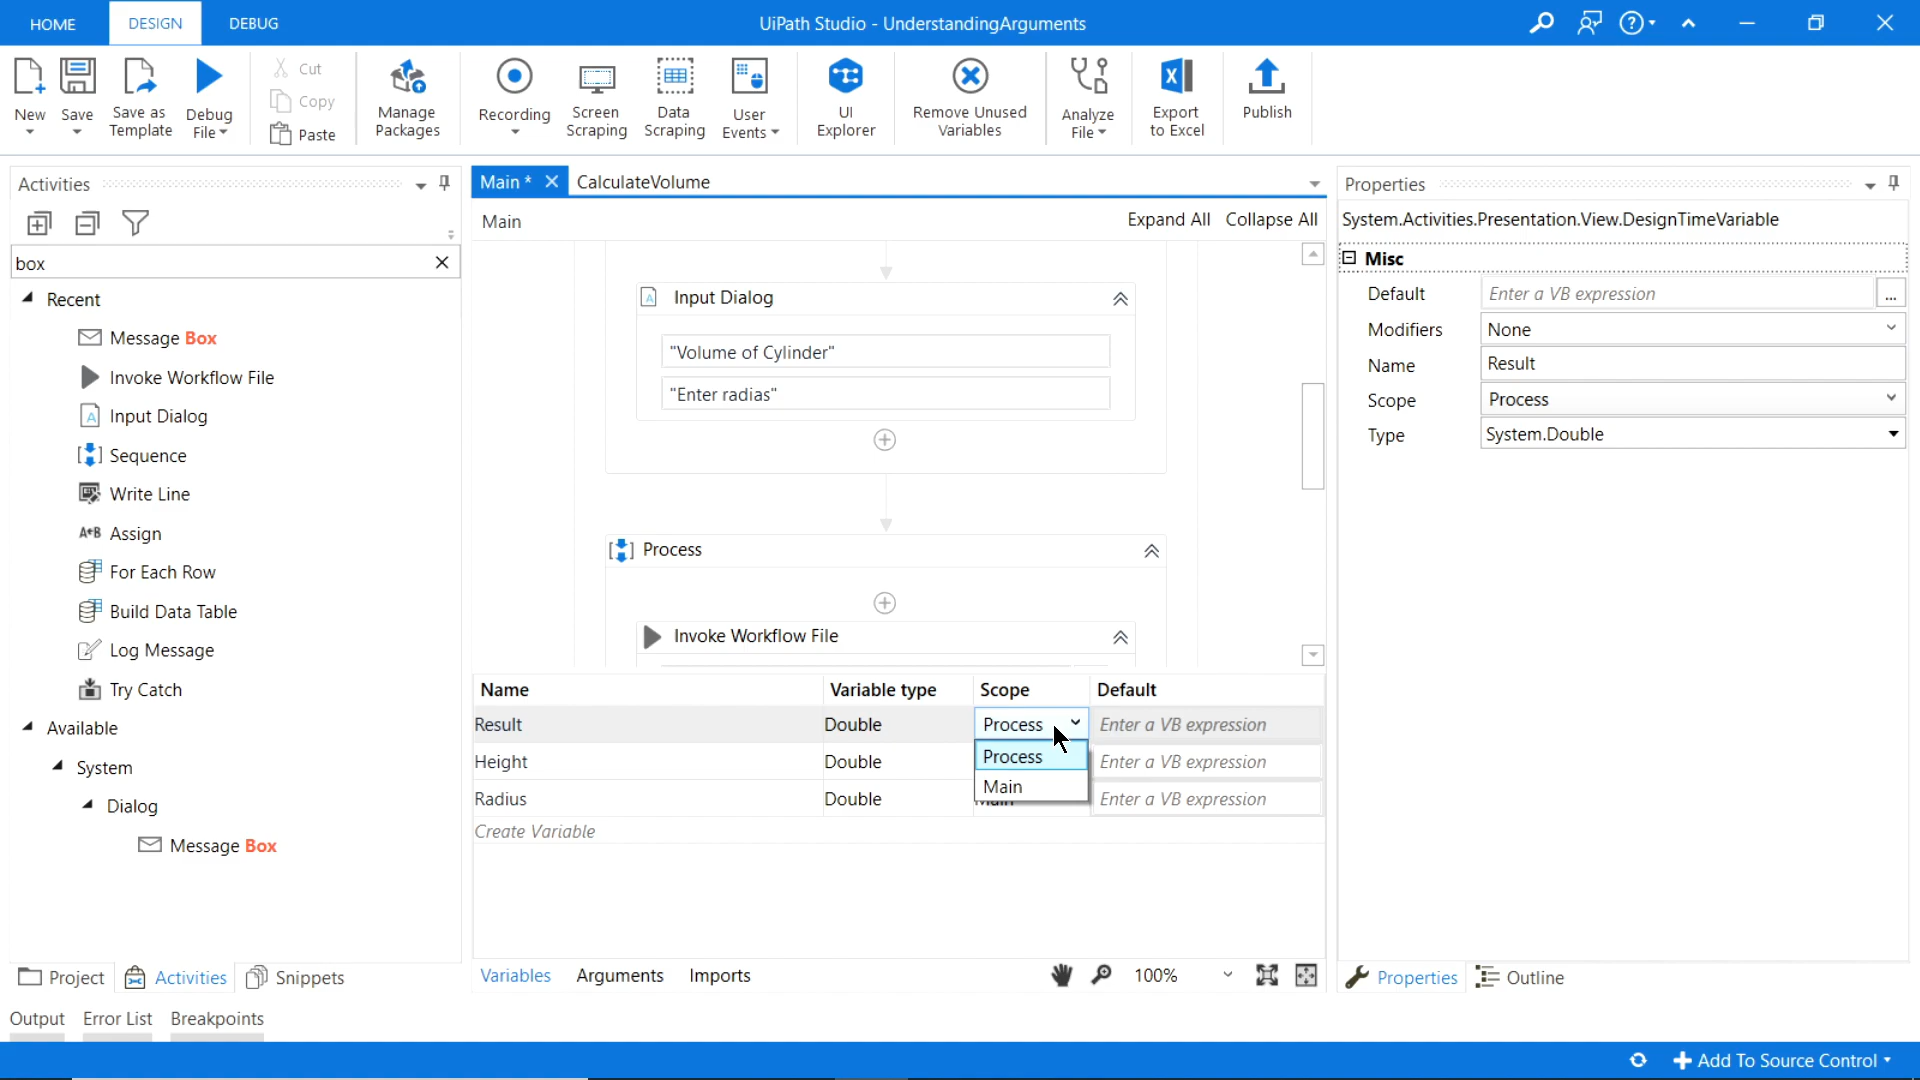 HOME DESIGN DEBUG UiPath Studio - UnderstandingArguments
New Save Save as Template Debug File Cut Copy Paste Manage Packages Recording Screen Scraping Data Scraping User Events UI Explorer Remove Unused Variables Analyze File Export to Excel Publish
Activities
box
Recent
Message Box
Invoke Workflow File
Input Dialog
Sequence
Write Line
A←B Assign
For Each Row
Build Data Table
Log Message
Try Catch
Available
System
Dialog
Message Box
Project Activities Snippets
Main * CalculateVolume
Main Expand All Collapse All
A Input Dialog
"Volume of Cylinder"
"Enter radias"
Process
Invoke Workflow File
Name Variable type Scope Default
Result Double Process Enter a VB expression
Process
Main
Height Double Enter a VB expression
Radius Double Main Enter a VB expression
Create Variable
Variables Arguments Imports 100%
Properties
System.Activities.Presentation.View.DesignTimeVariable
Misc
Default Enter a VB expression ...
Modifiers None
Name Result
Scope Process
Type System.Double
Properties Outline
Output Error List Breakpoints
Add To Source Control